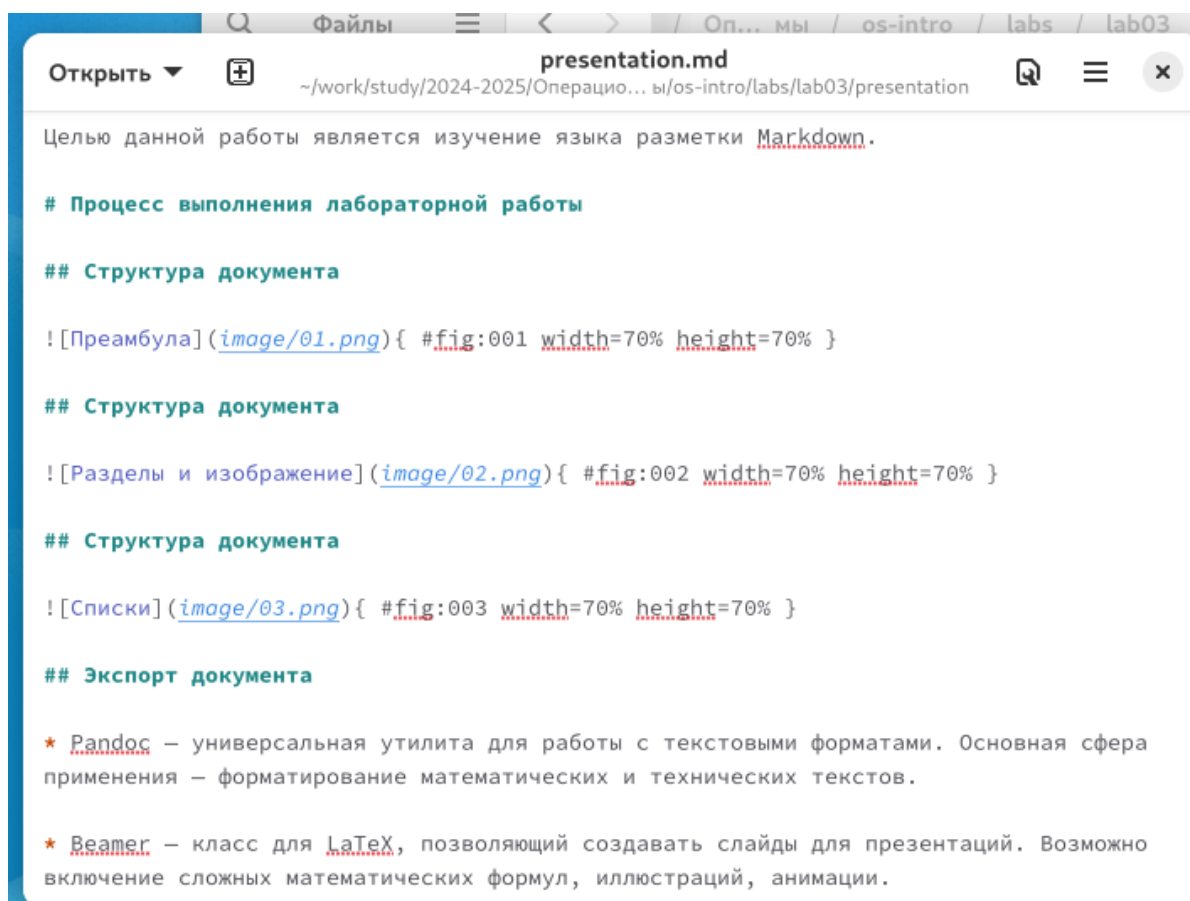 Файлы / Оп... мы / os-intro / labs / lab03
Открыть presentation.md
~/work/study/2024-2025/Операцио... ы/os-intro/labs/lab03/presentation
Целью данной работы является изучение языка разметки Markdown.
# Процесс выполнения лабораторной работы
## Структура документа
![Преамбула](image/01.png){ #fig:001 width=70% height=70% }
## Структура документа
![Разделы и изображение](image/02.png){ #fig:002 width=70% height=70% }
## Структура документа
![Списки](image/03.png){ #fig:003 width=70% height=70% }
## Экспорт документа
* Pandoc — универсальная утилита для работы с текстовыми форматами. Основная сфера
применения — форматирование математических и технических текстов.
* Beamer — класс для LaTeX, позволяющий создавать слайды для презентаций. Возможно
включение сложных математических формул, иллюстраций, анимации.